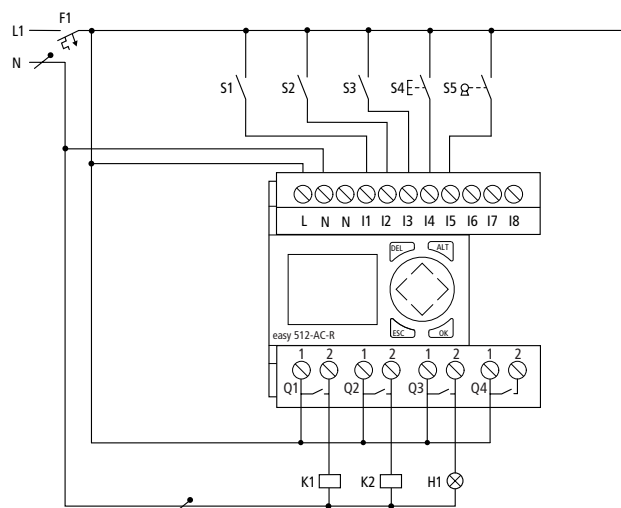 F1
L1
N
S1 S2 S3 S4 S5
L N N I1 I2 I3 I4 I5 I6 I7 I8
DEL ALT
ESC OK
easy 512-AC-R
1 2 1 2 1 2 1 2
Q1 Q2 Q3 Q4
K1 K2 H1